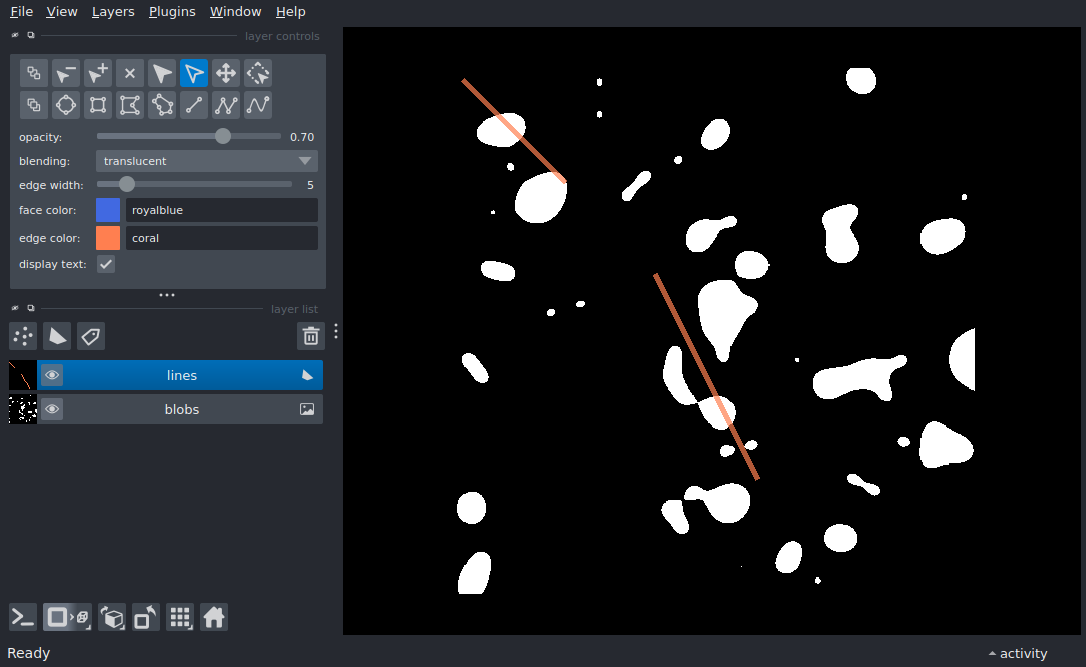 File View Layers Plugins Window Help
layer controls
opacity: 0.70
blending: translucent
edge width: 5
face color: royalblue
edge color: coral
display text:
layer list
lines
blobs
Ready activity